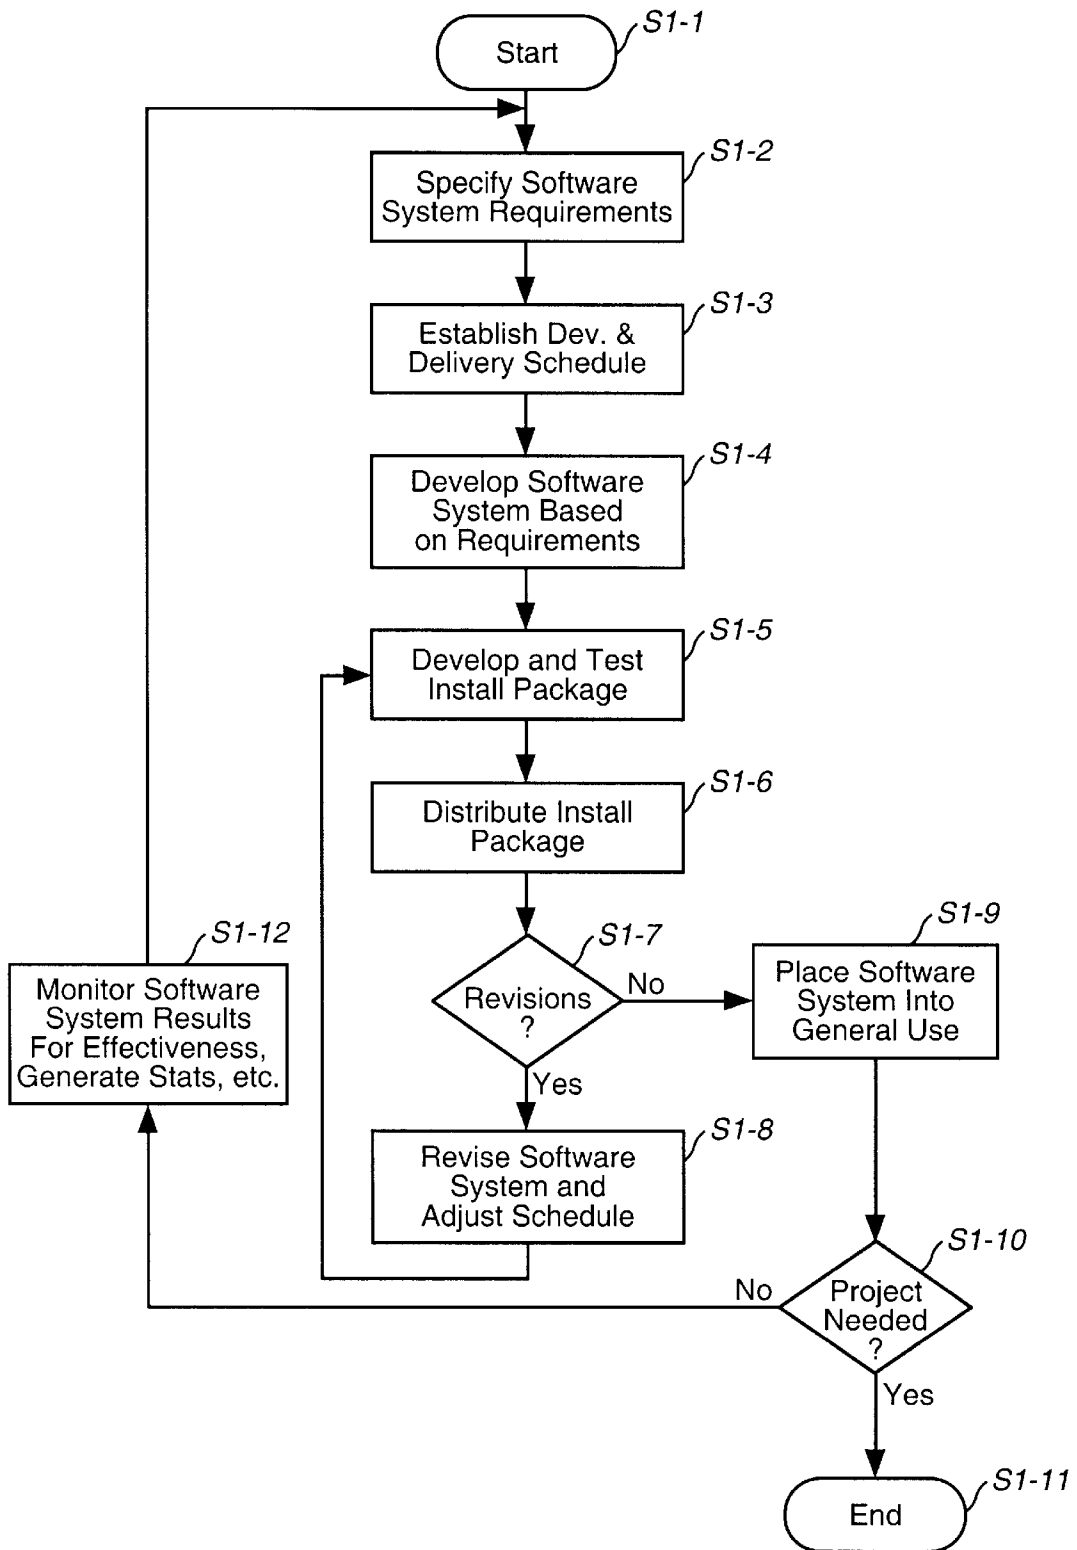 S1-1
Start
S1-2
Specify Software
System Requirements
S1-3
Establish Dev. &
Delivery Schedule
S1-4
Develop Software
System Based
on Requirements
S1-5
Develop and Test
Install Package
S1-6
Distribute Install
Package
S1-7
Revisions
?
No
Yes
S1-8
Revise Software
System and
Adjust Schedule
S1-9
Place Software
System Into
General Use
S1-10
Project
Needed
?
No
Yes
S1-11
End
S1-12
Monitor Software
System Results
For Effectiveness,
Generate Stats, etc.